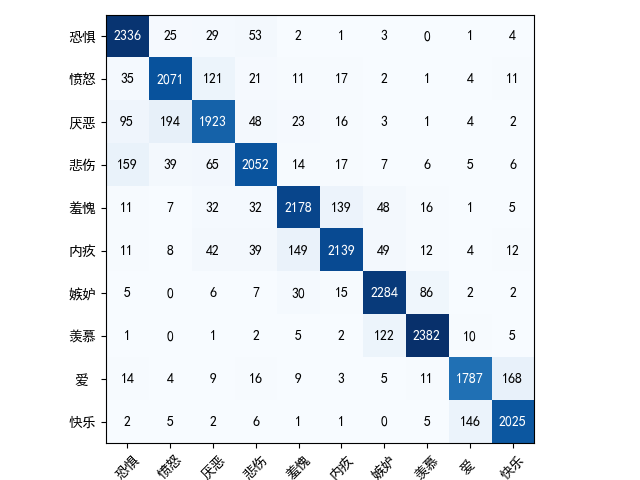 恐惧 2336 25 29 53 2 1 3 0 1 4
愤怒 35 2071 121 21 11 17 2 1 4 11
厌恶 95 194 1923 48 23 16 3 1 4 2
悲伤 159 39 65 2052 14 17 7 6 5 6
羞愧 11 7 32 32 2178 139 48 16 1 5
内疚 11 8 42 39 149 2139 49 12 4 12
嫉妒 5 0 6 7 30 15 2284 86 2 2
羡慕 1 0 1 2 5 2 122 2382 10 5
爱 14 4 9 16 9 3 5 11 1787 168
快乐 2 5 2 6 1 1 0 5 146 2025
恐惧 愤怒 厌恶 悲伤 羞愧 内疚 嫉妒 羡慕 爱 快乐